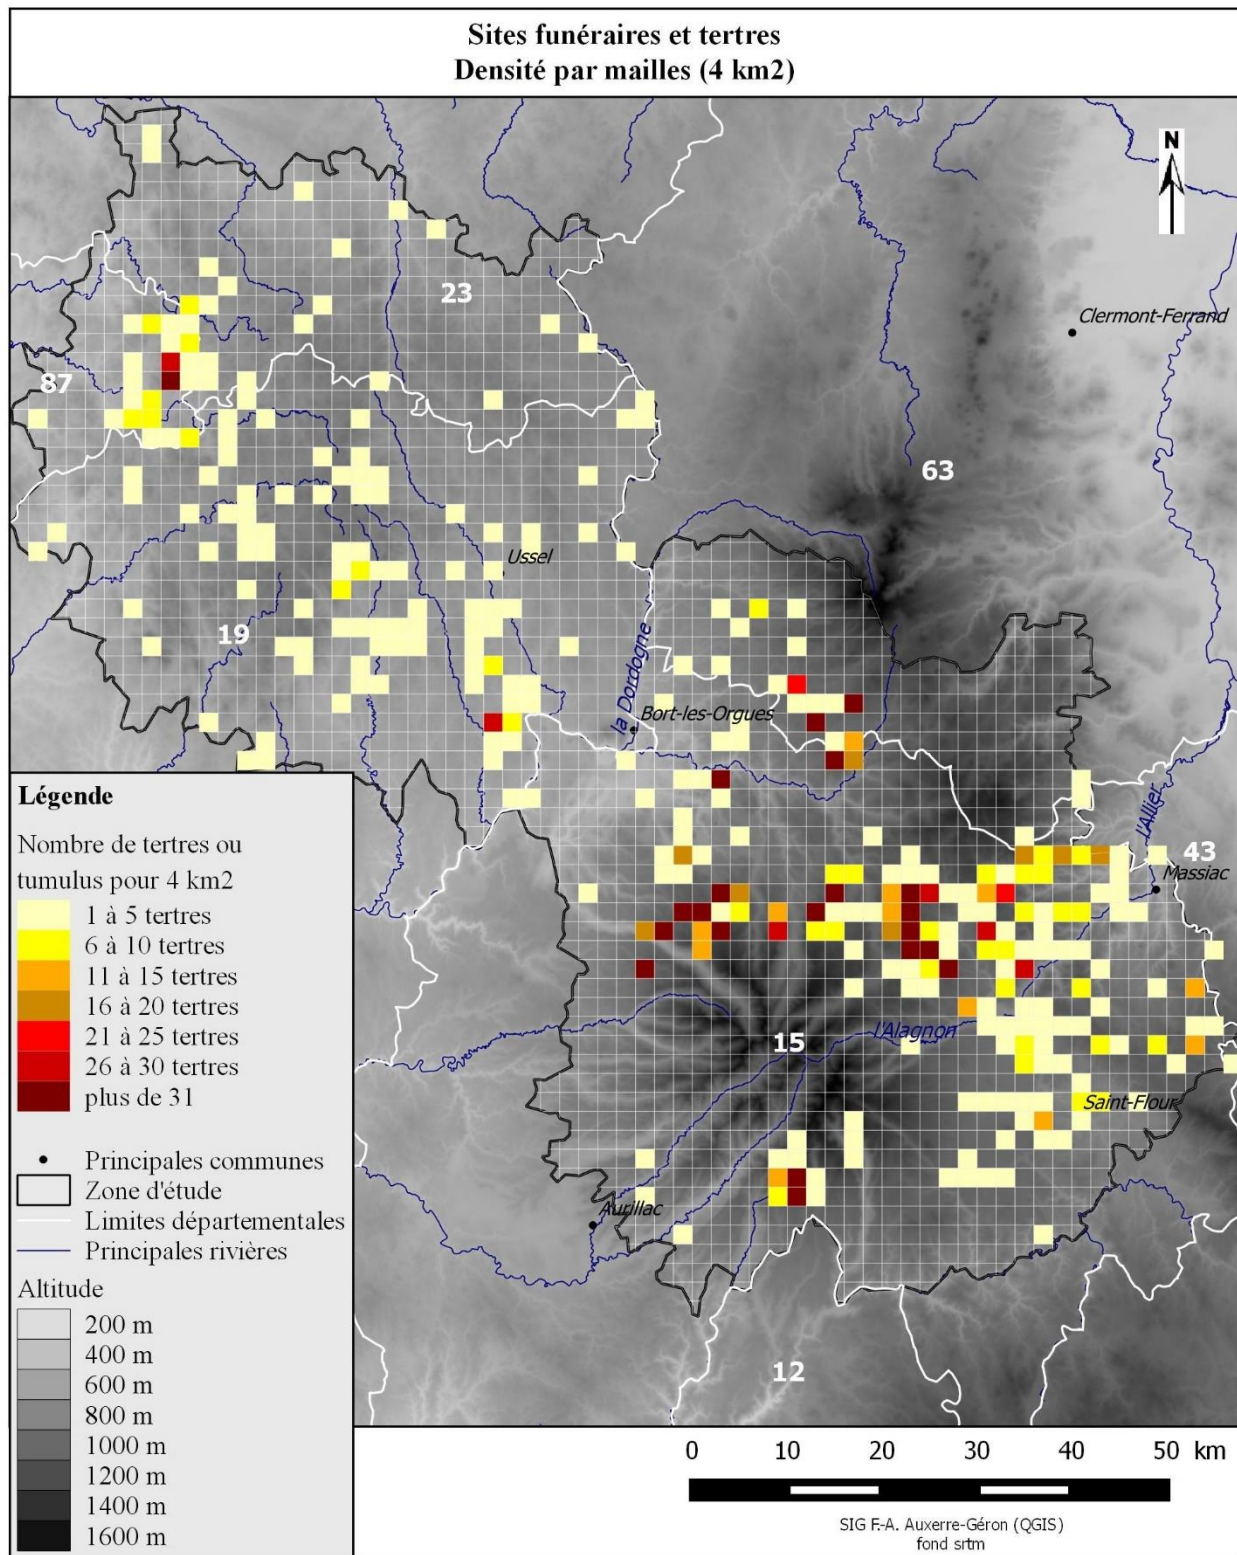 Sites funéraires et tertres
Densité par mailles (4 km2)
N
Clermont-Ferrand
23
87
63
Ussel
19
la Dordogne
Bort-les-Orgues
l'Allier
43
Massiac
l'Alagnon
15
Saint-Flour
Aurillac
12
Légende
Nombre de tertres ou
tumulus pour 4 km2
1 à 5 tertres
6 à 10 tertres
11 à 15 tertres
16 à 20 tertres
21 à 25 tertres
26 à 30 tertres
plus de 31
Principales communes
Zone d'étude
Limites départementales
Principales rivières
Altitude
200 m
400 m
600 m
800 m
1000 m
1200 m
1400 m
1600 m
0 10 20 30 40 50 km
SIG F.-A. Auxerre-Géron (QGIS)
fond srtm